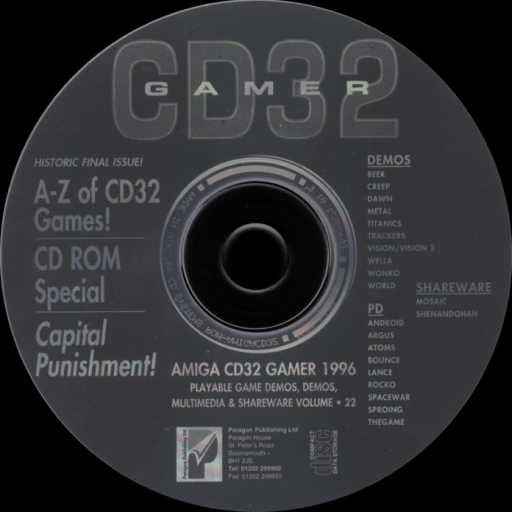 CD32
GAMER
HISTORIC FINAL ISSUE!
A-Z of CD32
Games!
CD ROM
Special
Capital
Punishment!
DEMOS
BEER
CREEP
DAWN
METAL
TITANICS
TRACKERS
VISION/VISION 2
WELLA
WONKO
WORLD
SHAREWARE
MOSAIC
SHENANDOHAH
PD
ANDROID
ARGUS
ATOMS
BOUNCE
LANCE
ROCKO
SPACEWAR
SPROING
THEGAME
AMIGA CD32 GAMER 1996
PLAYABLE GAME DEMOS, DEMOS,
MULTIMEDIA & SHAREWARE VOLUME • 22
Paragon Publishing Ltd
Paragon Publishing Ltd
Paragon House
St. Peter's Road
Bournemouth -
BH1 2JS
Tel: 01202 299900
Fax: 01202 299955
COMPACT
disc
DATA STORAGE